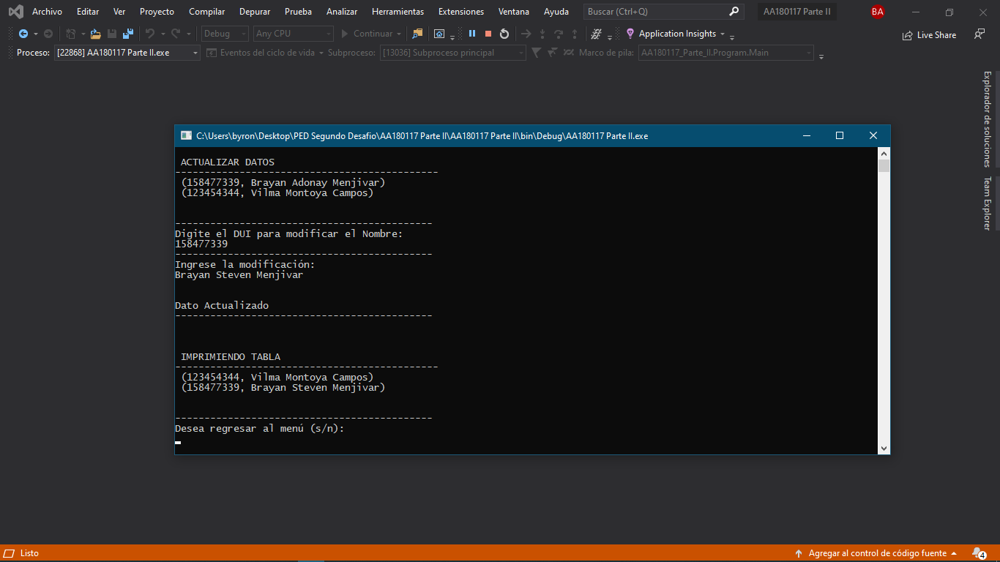 Archivo Editar Ver Proyecto Compilar Depurar Prueba Analizar Herramientas Extensiones Ventana Ayuda Buscar (Ctrl+Q) AA180117 Parte II BA
Debug Any CPU Continuar Application Insights Live Share
Proceso: [22868] AA180117 Parte II.exe Eventos del ciclo de vida Subproceso: [13036] Subproceso principal Marco de pila: AA180117_Parte_II.Program.Main
Explorador de soluciones
Team Explorer
C:\Users\byron\Desktop\PED Segundo Desafio\AA180117 Parte II\AA180117 Parte II\bin\Debug\AA180117 Parte II.exe
ACTUALIZAR DATOS
---------------------------------------------
(158477339, Brayan Adonay Menjivar)
(123454344, Vilma Montoya Campos)
--------------------------------------------
Digite el DUI para modificar el Nombre:
158477339
--------------------------------------------
Ingrese la modificación:
Brayan Steven Menjivar
Dato Actualizado
--------------------------------------------
IMPRIMIENDO TABLA
---------------------------------------------
(123454344, Vilma Montoya Campos)
(158477339, Brayan Steven Menjivar)
--------------------------------------------
Desea regresar al menú (s/n):
Listo Agregar al control de código fuente 4